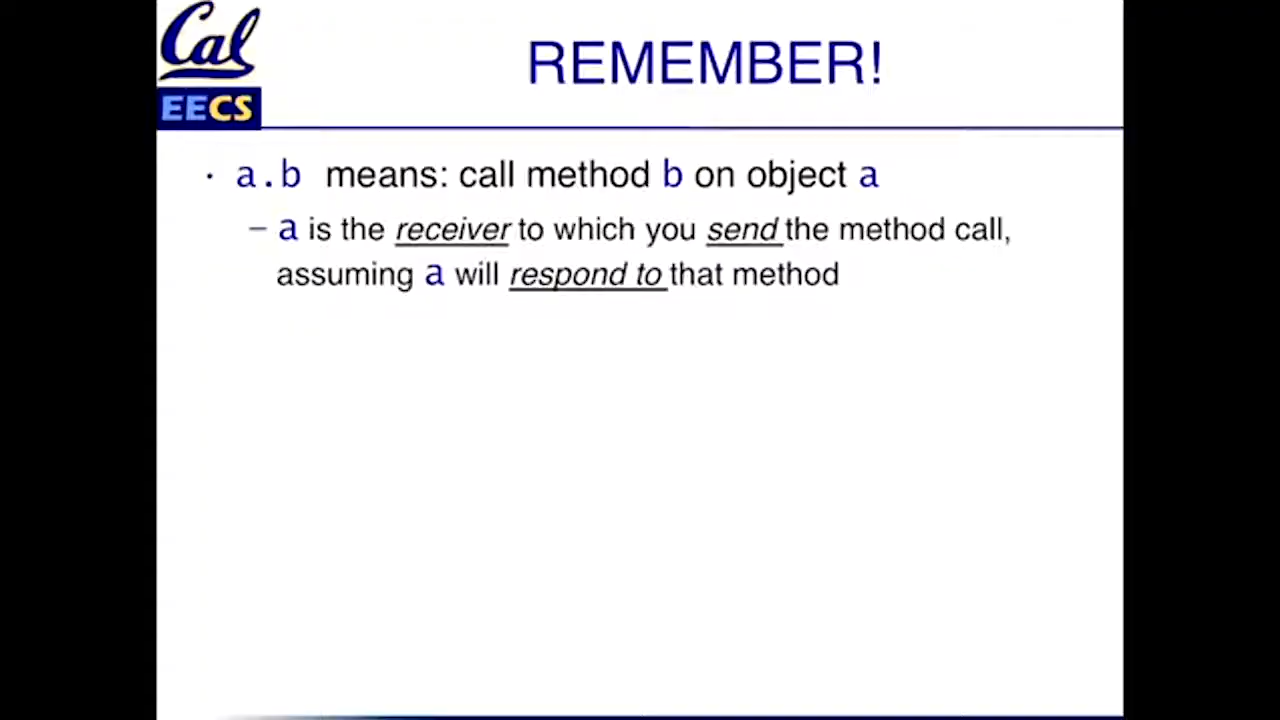 Cal
EECS
REMEMBER!
· a.b means: call method b on object a
– a is the receiver to which you send the method call,
assuming a will respond to that method